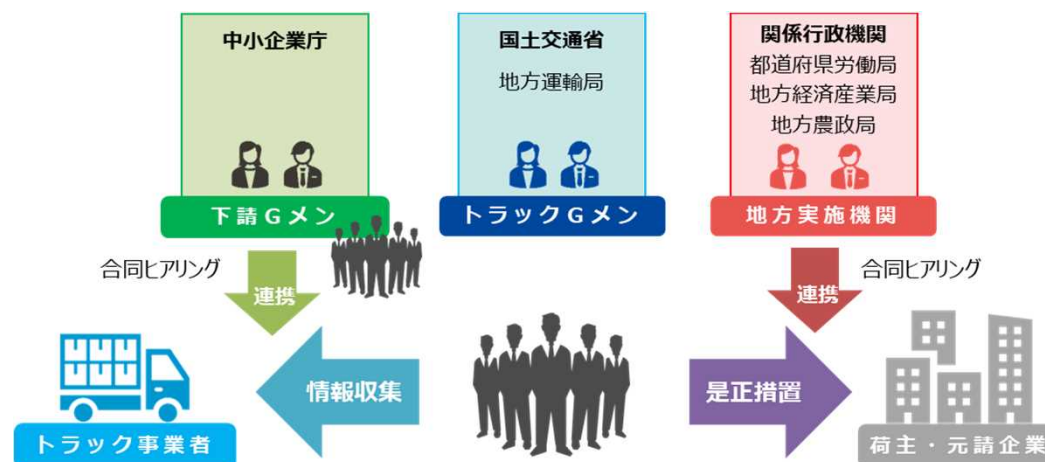 中小企業庁
国土交通省
地方運輸局
関係行政機関
都道府県労働局
地方経済産業局
地方農政局
下請Gメン
トラックGメン
地方実施機関
合同ヒアリング
連携
合同ヒアリング
連携
情報収集
是正措置
トラック事業者
荷主・元請企業